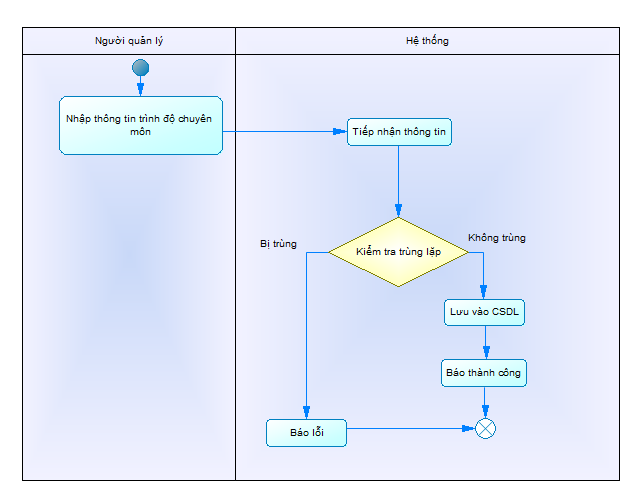 Người quản lý
Hệ thống
Nhập thông tin trình độ chuyên
môn
Tiếp nhận thông tin
Bị trùng
Không trùng
Kiểm tra trùng lặp
Lưu vào CSDL
Báo thành công
Báo lỗi